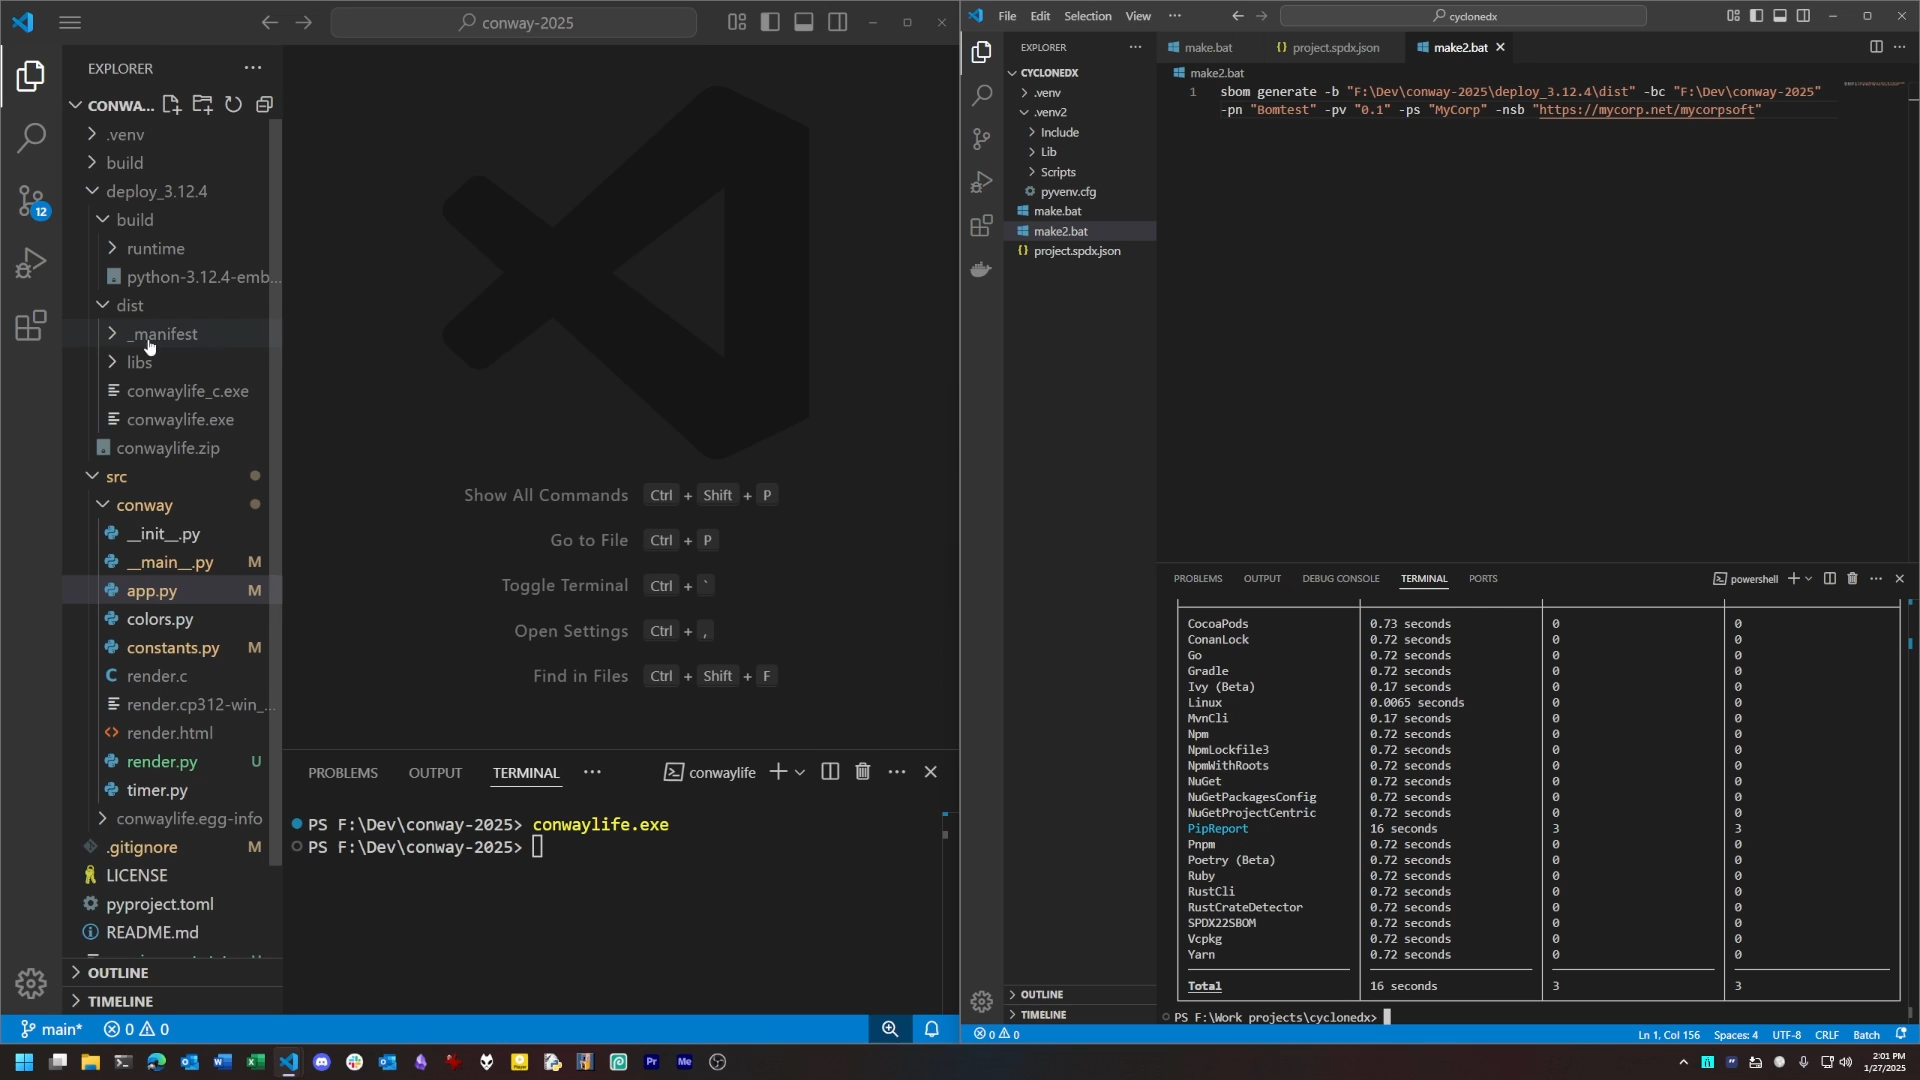 conway-2025
EXPLORER
CONWA...
.venv
build
deploy_3.12.4
build
runtime
python-3.12.4-emb...
dist
_manifest
libs
conwaylife_c.exe
conwaylife.exe
conwaylife.zip
src
conway
__init__.py
__main__.py M
app.py M
colors.py
constants.py M
render.c
render.cp312-win_...
render.html
render.py U
timer.py
conwaylife.egg-info
.gitignore M
LICENSE
pyproject.toml
README.md
OUTLINE
TIMELINE
12
main* 0 0
Show All Commands Ctrl + Shift + P
Go to File Ctrl + P
Toggle Terminal Ctrl + `
Open Settings Ctrl + ,
Find in Files Ctrl + Shift + F
PROBLEMS OUTPUT TERMINAL ... conwaylife
PS F:\Dev\conway-2025> conwaylife.exe
PS F:\Dev\conway-2025>
File Edit Selection View ... cyclonedx
EXPLORER
CYCLONEDX
.venv
.venv2
Include
Lib
Scripts
pyvenv.cfg
make.bat
make2.bat
project.spdx.json
OUTLINE
TIMELINE
make.bat project.spdx.json make2.bat
make2.bat
1 sbom generate -b "F:\Dev\conway-2025\deploy_3.12.4\dist" -bc "F:\Dev\conway-2025"
-pn "Bomtest" -pv "0.1" -ps "MyCorp" -nsb "https://mycorp.net/mycorpsoft"
PROBLEMS OUTPUT DEBUG CONSOLE TERMINAL PORTS powershell
CocoaPods 0.73 seconds 0 0
ConanLock 0.72 seconds 0 0
Go 0.72 seconds 0 0
Gradle 0.72 seconds 0 0
Ivy (Beta) 0.17 seconds 0 0
Linux 0.0065 seconds 0 0
MvnCli 0.17 seconds 0 0
Npm 0.72 seconds 0 0
NpmLockfile3 0.72 seconds 0 0
NpmWithRoots 0.72 seconds 0 0
NuGet 0.72 seconds 0 0
NuGetPackagesConfig 0.72 seconds 0 0
NuGetProjectCentric 0.72 seconds 0 0
PipReport 16 seconds 3 3
Pnpm 0.72 seconds 0 0
Poetry (Beta) 0.72 seconds 0 0
Ruby 0.72 seconds 0 0
RustCli 0.72 seconds 0 0
RustCrateDetector 0.72 seconds 0 0
SPDX22SBOM 0.72 seconds 0 0
Vcpkg 0.72 seconds 0 0
Yarn 0.72 seconds 0 0
Total 16 seconds 3 3
PS F:\Work projects\cyclonedx>
0 0 Ln 1, Col 156 Spaces: 4 UTF-8 CRLF Batch
Pr Me
2:01 PM
1/27/2025